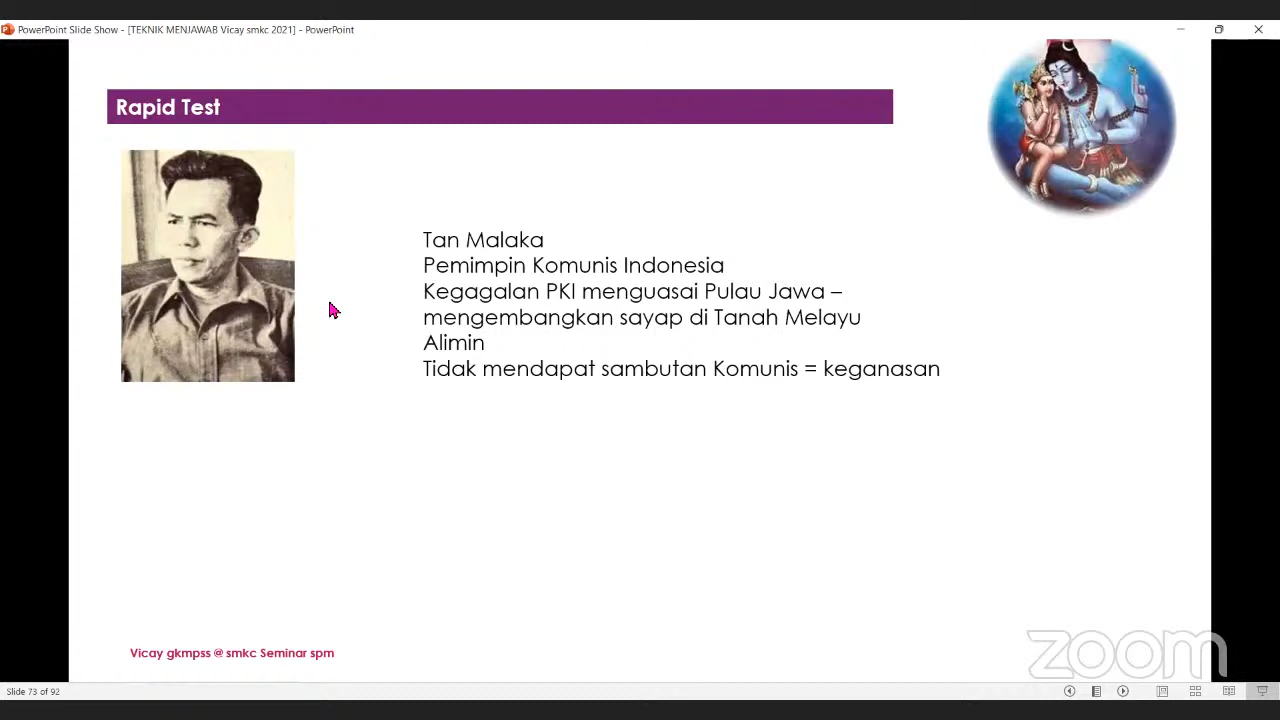 PowerPoint Slide Show - [TEKNIK MENJAWAB Vicay smkc 2021] - PowerPoint
Rapid Test
Tan Malaka
Pemimpin Komunis Indonesia
Kegagalan PKI menguasai Pulau Jawa –
mengembangkan sayap di Tanah Melayu
Alimin
Tidak mendapat sambutan Komunis = keganasan
Vicay gkmpss @ smkc Seminar spm
zoom
Slide 73 of 92